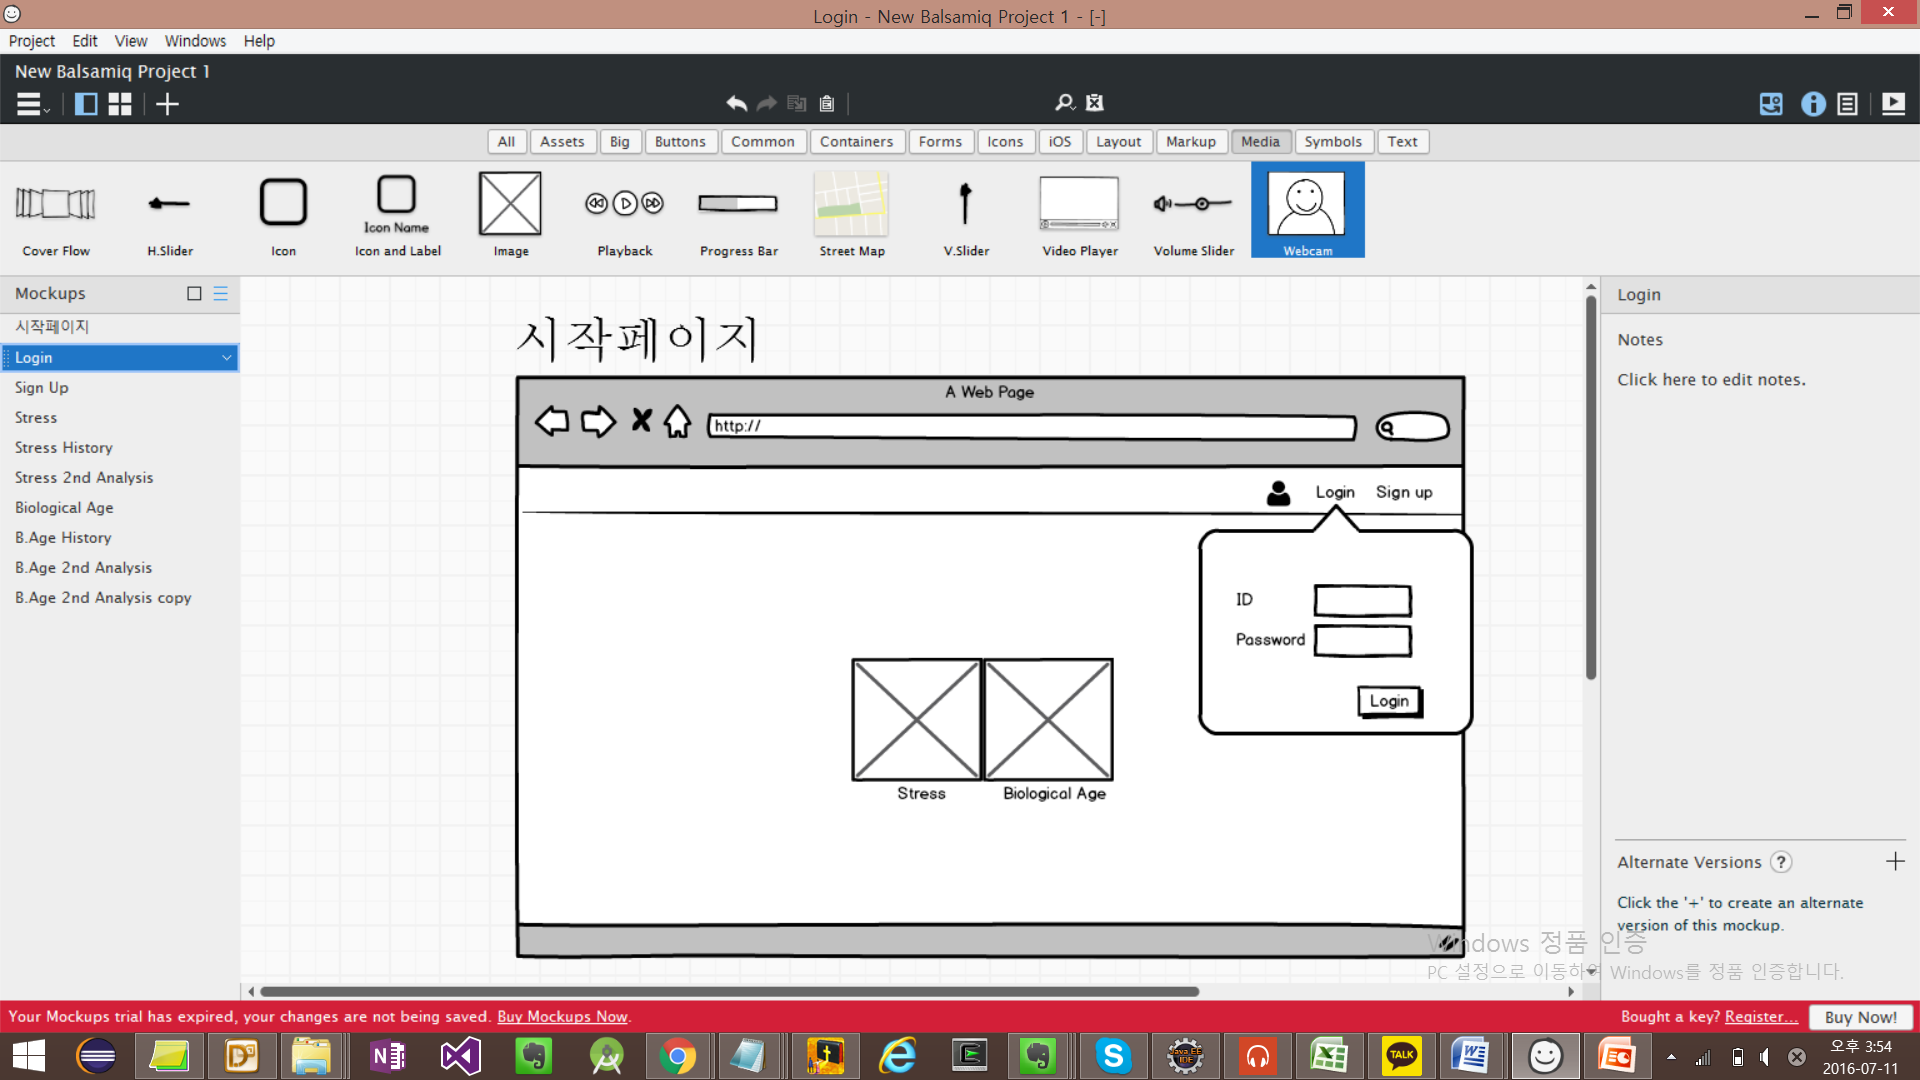 Login - New Balsamiq Project 1 - [-]
Project Edit View Windows Help
New Balsamiq Project 1
All Assets Big Buttons Common Containers Forms Icons iOS Layout Markup Media Symbols Text
Icon Name
Cover Flow H.Slider Icon Icon and Label Image Playback Progress Bar Street Map V.Slider Video Player Volume Slider Webcam
Mockups
시작페이지
Login
Sign Up
Stress
Stress History
Stress 2nd Analysis
Biological Age
B.Age History
B.Age 2nd Analysis
B.Age 2nd Analysis copy
시작페이지
A Web Page
http://
Login Sign up
ID
Password
Login
Stress Biological Age
Login
Notes
Click here to edit notes.
Alternate Versions ?
Click the '+' to create an alternate
version of this mockup.
Windows 정품 인증
PC 설정으로 이동하여 Windows를 정품 인증합니다.
Your Mockups trial has expired, your changes are not being saved. Buy Mockups Now.
Bought a key? Register... Buy Now!
Java EE
IDE
TALK
오후 3:54
2016-07-11